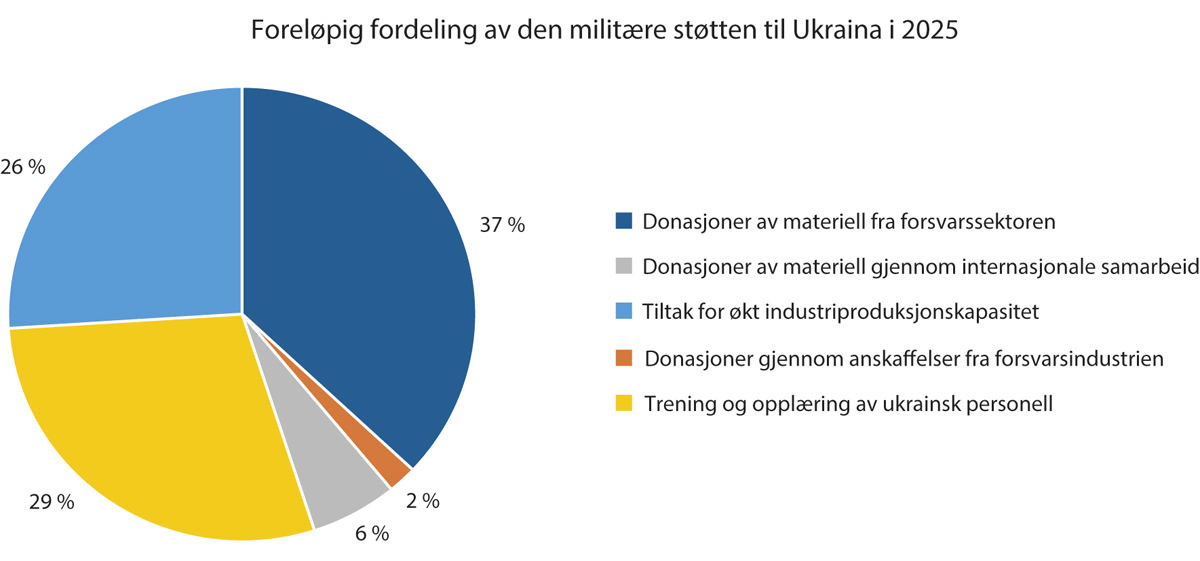 Foreløpig fordeling av den militære støtten til Ukraina i 2025
26 %
37 %
29 %
2 %
6 %
Donasjoner av materiell fra forsvarssektoren
Donasjoner av materiell gjennom internasjonale samarbeid
Tiltak for økt industriproduksjonskapasitet
Donasjoner gjennom anskaffelser fra forsvarsindustrien
Trening og opplæring av ukrainsk personell